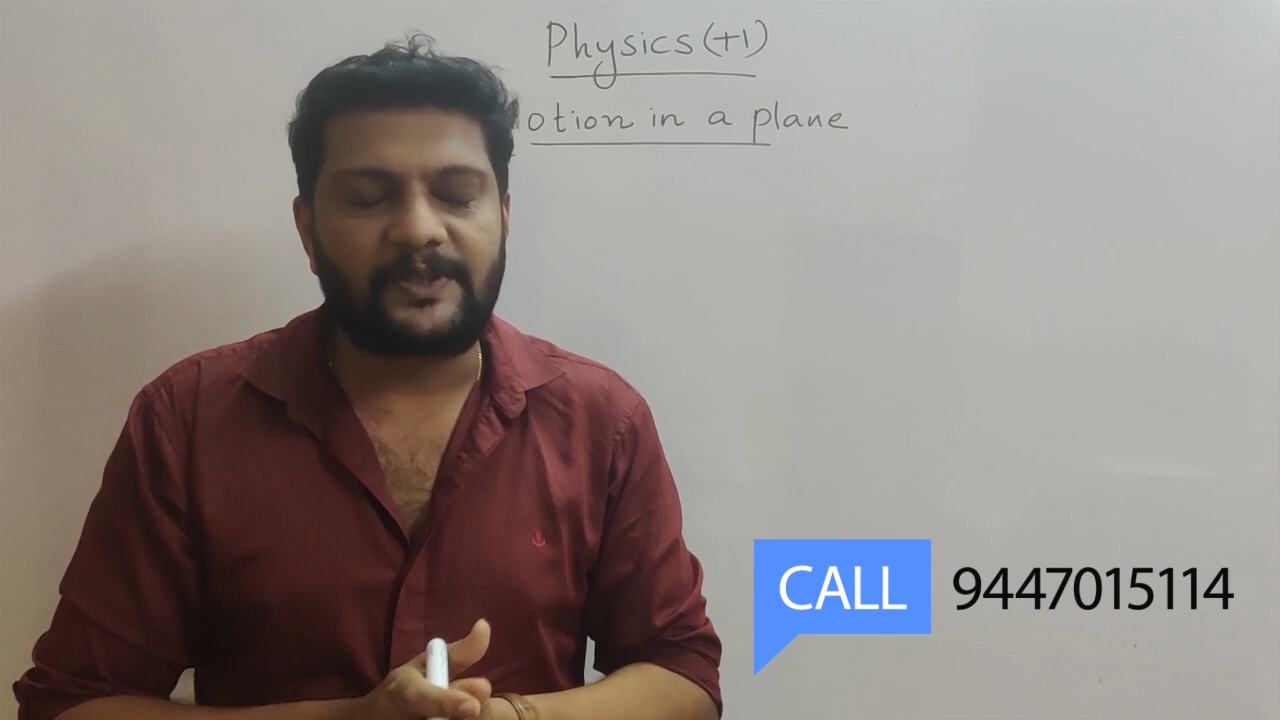 Physics (+1)
otion in a plane
CALL 9447015114